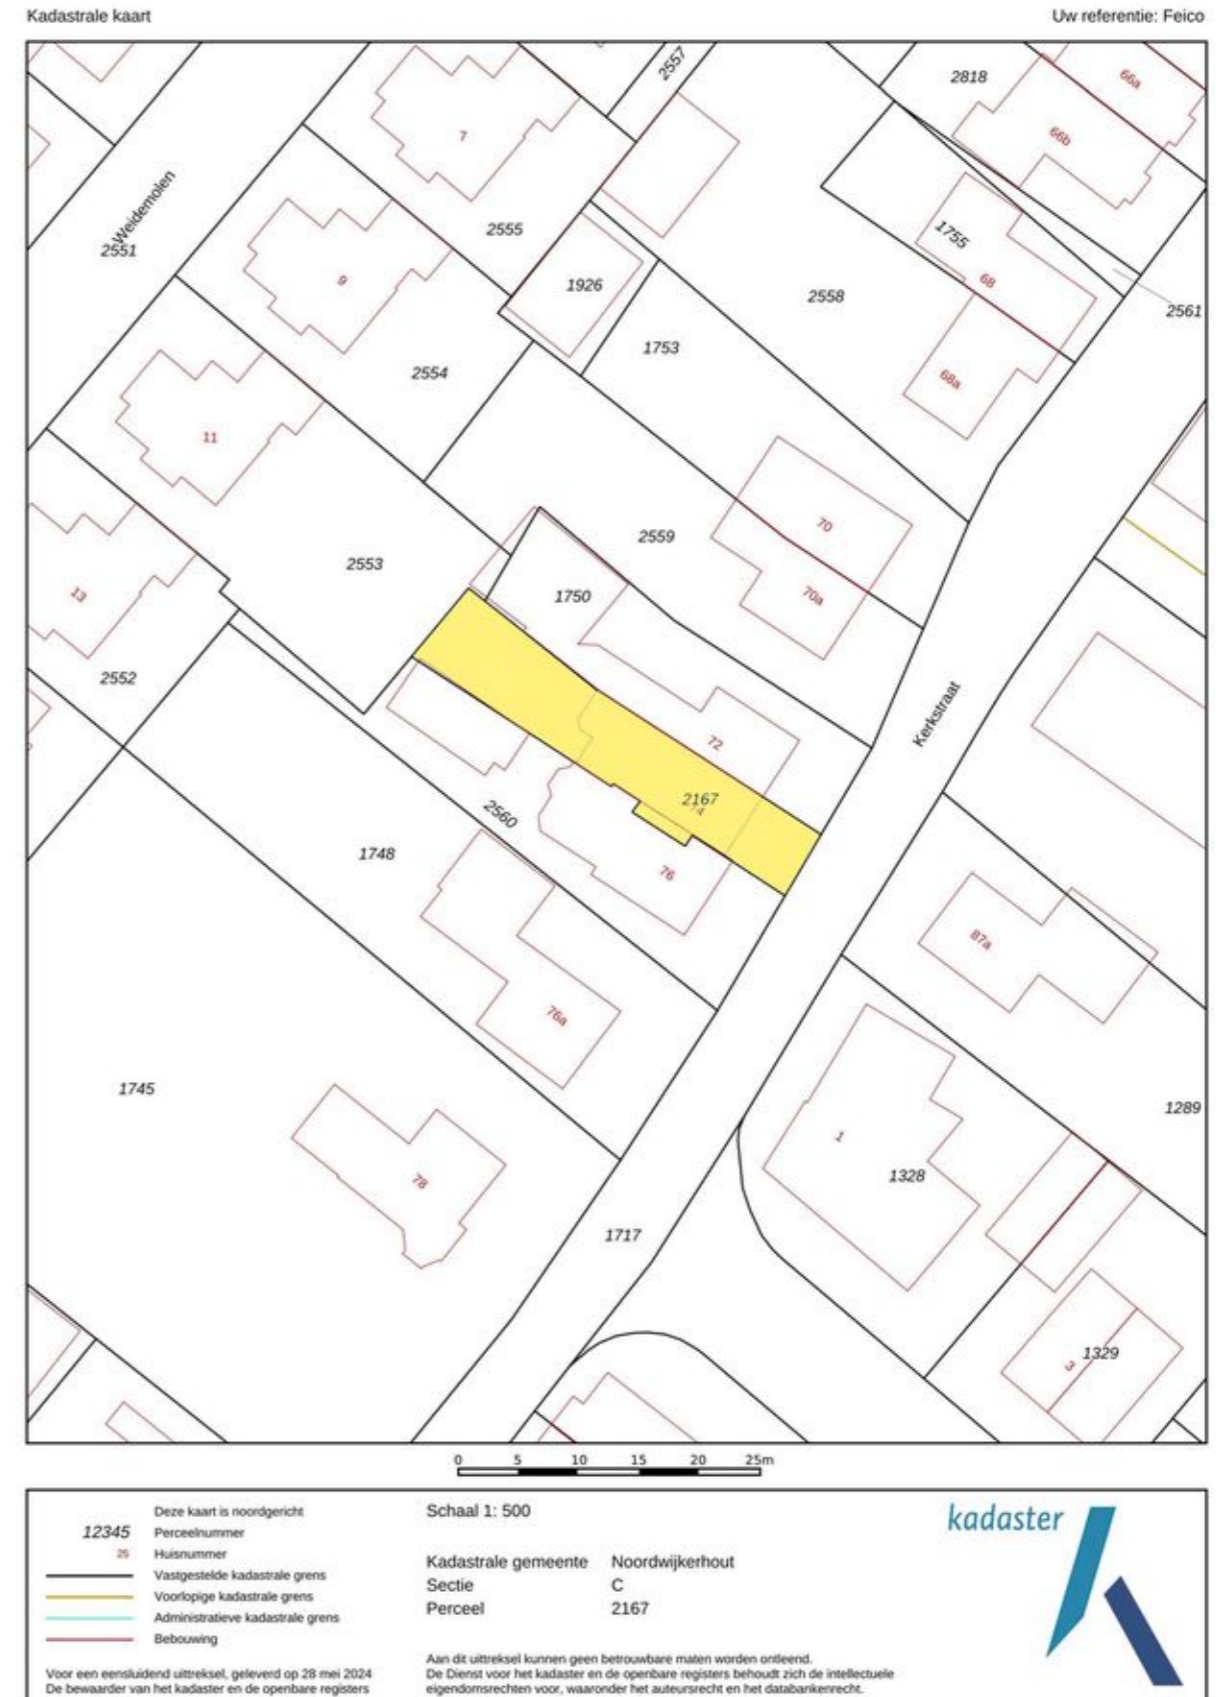 Kadastrale kaart
Uw referentie: Feico
2557
2818
66a
66b
7
Weidemolen
2551
2555
1755
9
68
1926
2558
2561
1753
2554
68a
11
70
2559
2553
13
1750
70a
2552
Kerkstraat
72
2167
74
2560
1748
76
87a
76a
1745
1289
1
1328
78
1717
1329
3
0 5 10 15 20 25m
Deze kaart is noordgericht
12345 Perceelnummer
25 Huisnummer
Vastgestelde kadastrale grens
Voorlopige kadastrale grens
Administratieve kadastrale grens
Bebouwing
Voor een eensluidend uittreksel, geleverd op 28 mei 2024
De bewaarder van het kadaster en de openbare registers
Schaal 1: 500
Kadastrale gemeente Noordwijkerhout
Sectie C
Perceel 2167
Aan dit uittreksel kunnen geen betrouwbare maten worden ontleend.
De Dienst voor het kadaster en de openbare registers behoudt zich de intellectuele
eigendomsrechten voor, waaronder het auteursrecht en het databankenrecht.
kadaster